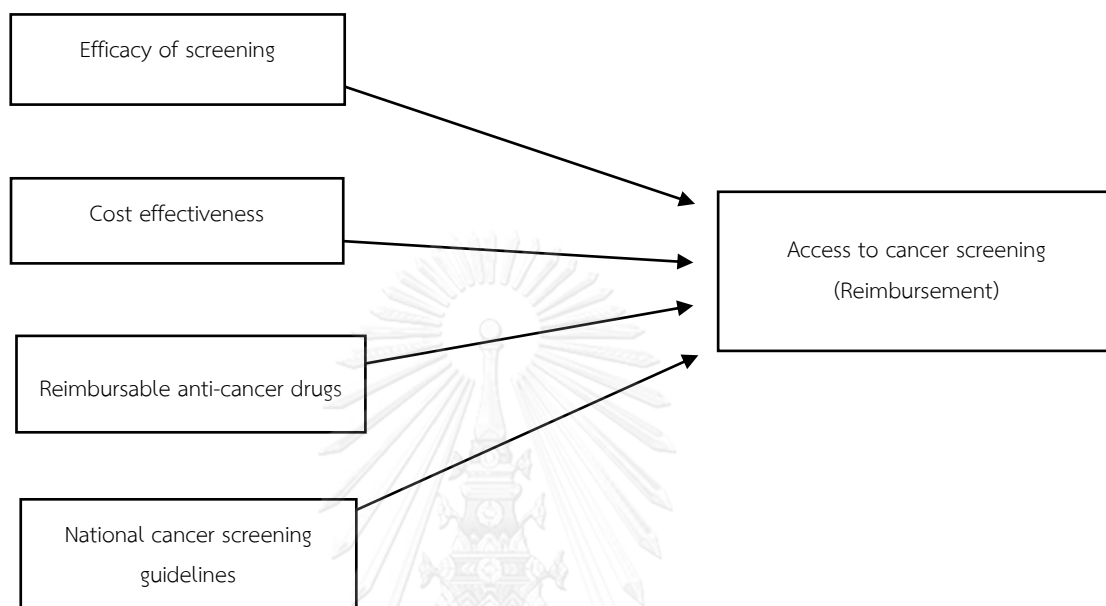 Efficacy of screening
Cost effectiveness
Access to cancer screening
(Reimbursement)
Reimbursable anti-cancer drugs
National cancer screening
guidelines